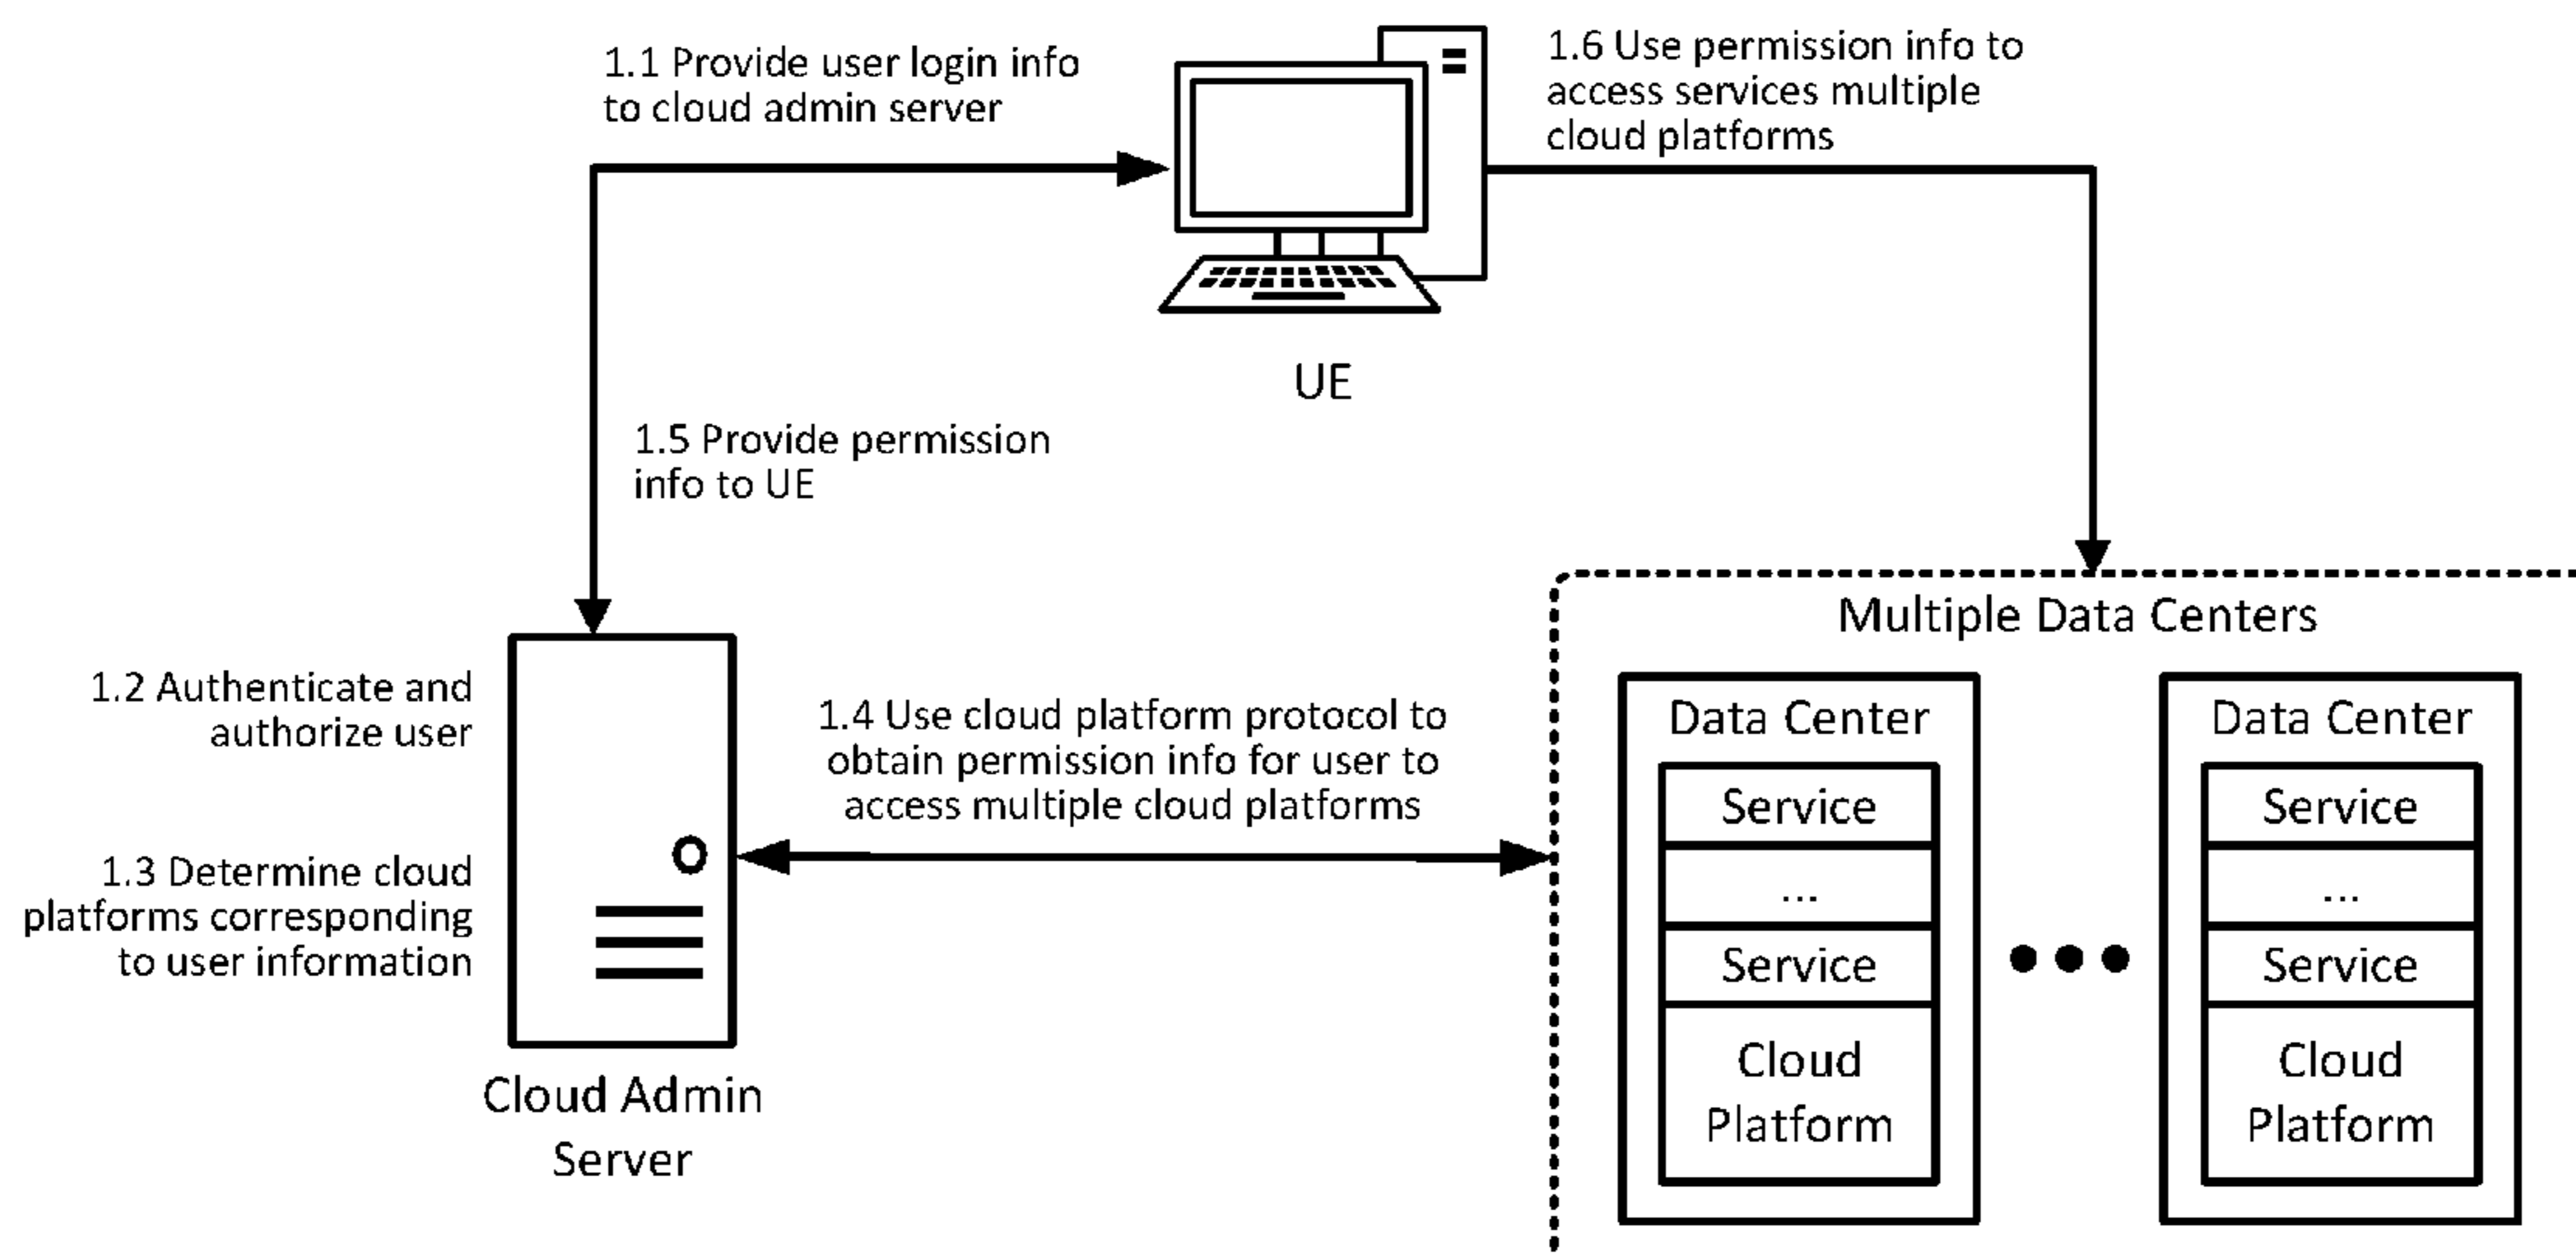 1.1 Provide user login info
to cloud admin server
1.6 Use permission info to
access services multiple
cloud platforms
UE
1.5 Provide permission
info to UE
1.2 Authenticate and
authorize user
1.3 Determine cloud
platforms corresponding
to user information
Cloud Admin
Server
1.4 Use cloud platform protocol to
obtain permission info for user to
access multiple cloud platforms
Multiple Data Centers
Data Center
Service
...
Service
Cloud
Platform
Data Center
Service
...
Service
Cloud
Platform